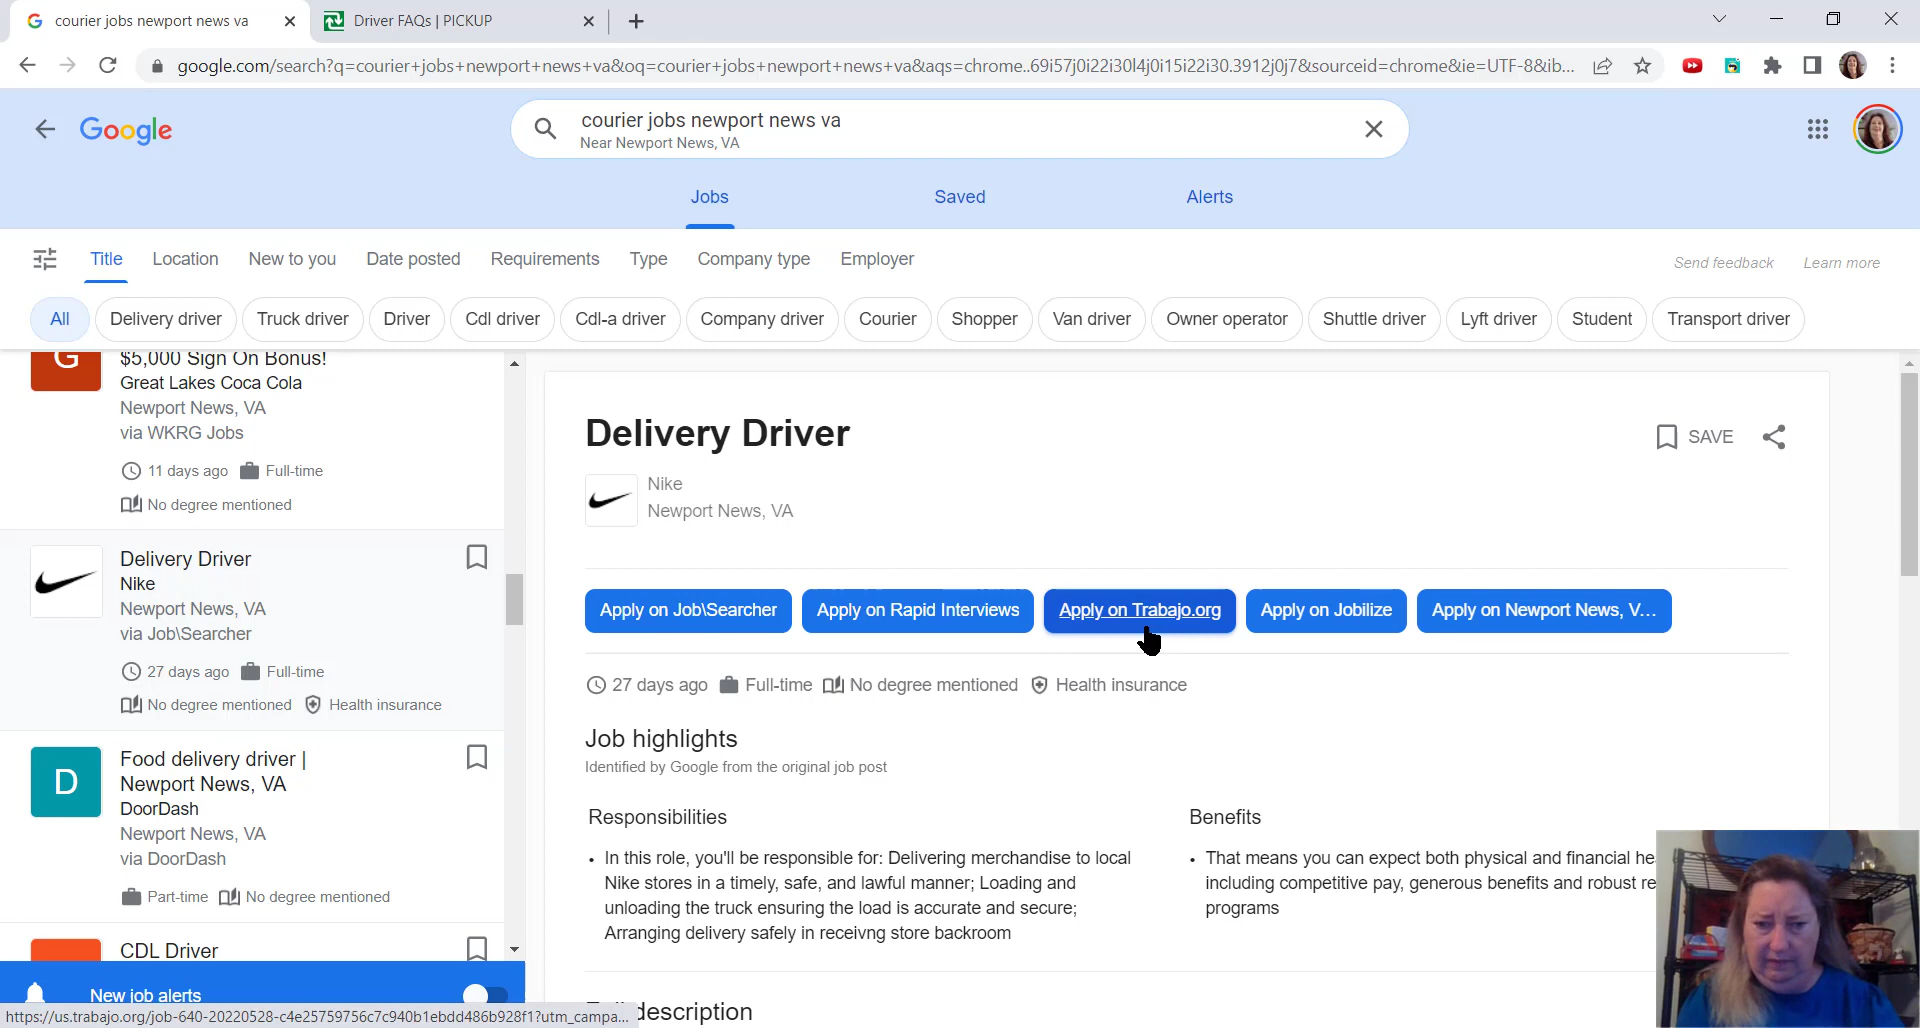 courier jobs newport news va
Driver FAQs | PICKUP
google.com/search?q=courier+jobs+newport+news+va&oq=courier+jobs+newport+news+va&aqs=chrome..69i57j0i22i30l4j0i15i22i30.3912j0j7&sourceid=chrome&ie=UTF-8&ib...
Google
courier jobs newport news va
Near Newport News, VA
Jobs
Saved
Alerts
Title
Location
New to you
Date posted
Requirements
Type
Company type
Employer
Send feedback
Learn more
All
Delivery driver
Truck driver
Driver
Cdl driver
Cdl-a driver
Company driver
Courier
Shopper
Van driver
Owner operator
Shuttle driver
Lyft driver
Student
Transport driver
G
$5,000 Sign On Bonus!
Great Lakes Coca Cola
Newport News, VA
via WKRG Jobs
11 days ago Full-time
No degree mentioned
Delivery Driver
Nike
Newport News, VA
via Job\Searcher
27 days ago Full-time
No degree mentioned Health insurance
D
Food delivery driver |
Newport News, VA
DoorDash
Newport News, VA
via DoorDash
Part-time No degree mentioned
CDL Driver
New job alerts
https://us.trabajo.org/job-640-20220528-c4e25759756c7c940b1ebdd486b928f1?utm_campa...
Delivery Driver
SAVE
Nike
Newport News, VA
Apply on Job\Searcher
Apply on Rapid Interviews
Apply on Trabajo.org
Apply on Jobilize
Apply on Newport News, V...
27 days ago Full-time No degree mentioned Health insurance
Job highlights
Identified by Google from the original job post
Responsibilities
• In this role, you'll be responsible for: Delivering merchandise to local
Nike stores in a timely, safe, and lawful manner; Loading and
unloading the truck ensuring the load is accurate and secure;
Arranging delivery safely in receivng store backroom
Benefits
• That means you can expect both physical and financial he
including competitive pay, generous benefits and robust re
programs
description